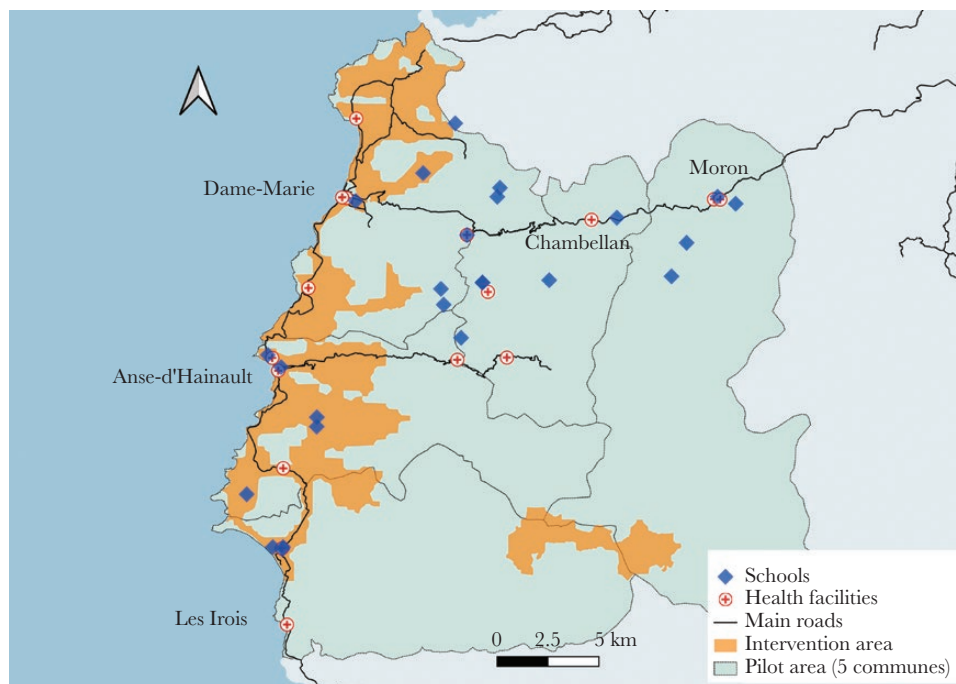 Moron
Dame-Marie
Chambellan
Anse-d'Hainault
Les Irois
0 2.5 5 km
Schools
Health facilities
Main roads
Intervention area
Pilot area (5 communes)